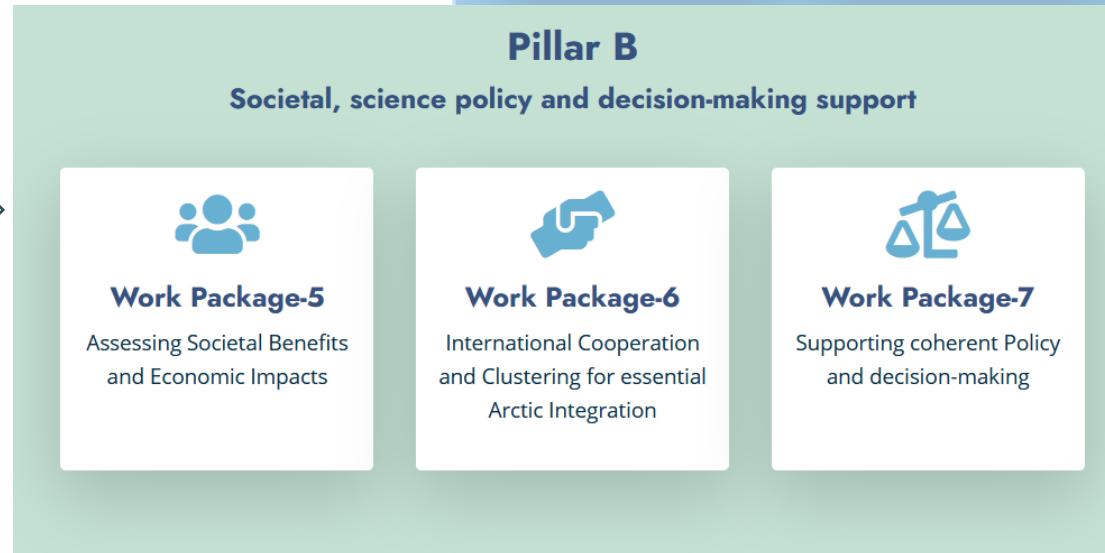 Pillar B
Societal, science policy and decision-making support
Work Package-5
Assessing Societal Benefits
and Economic Impacts
Work Package-6
International Cooperation
and Clustering for essential
Arctic Integration
Work Package-7
Supporting coherent Policy
and decision-making